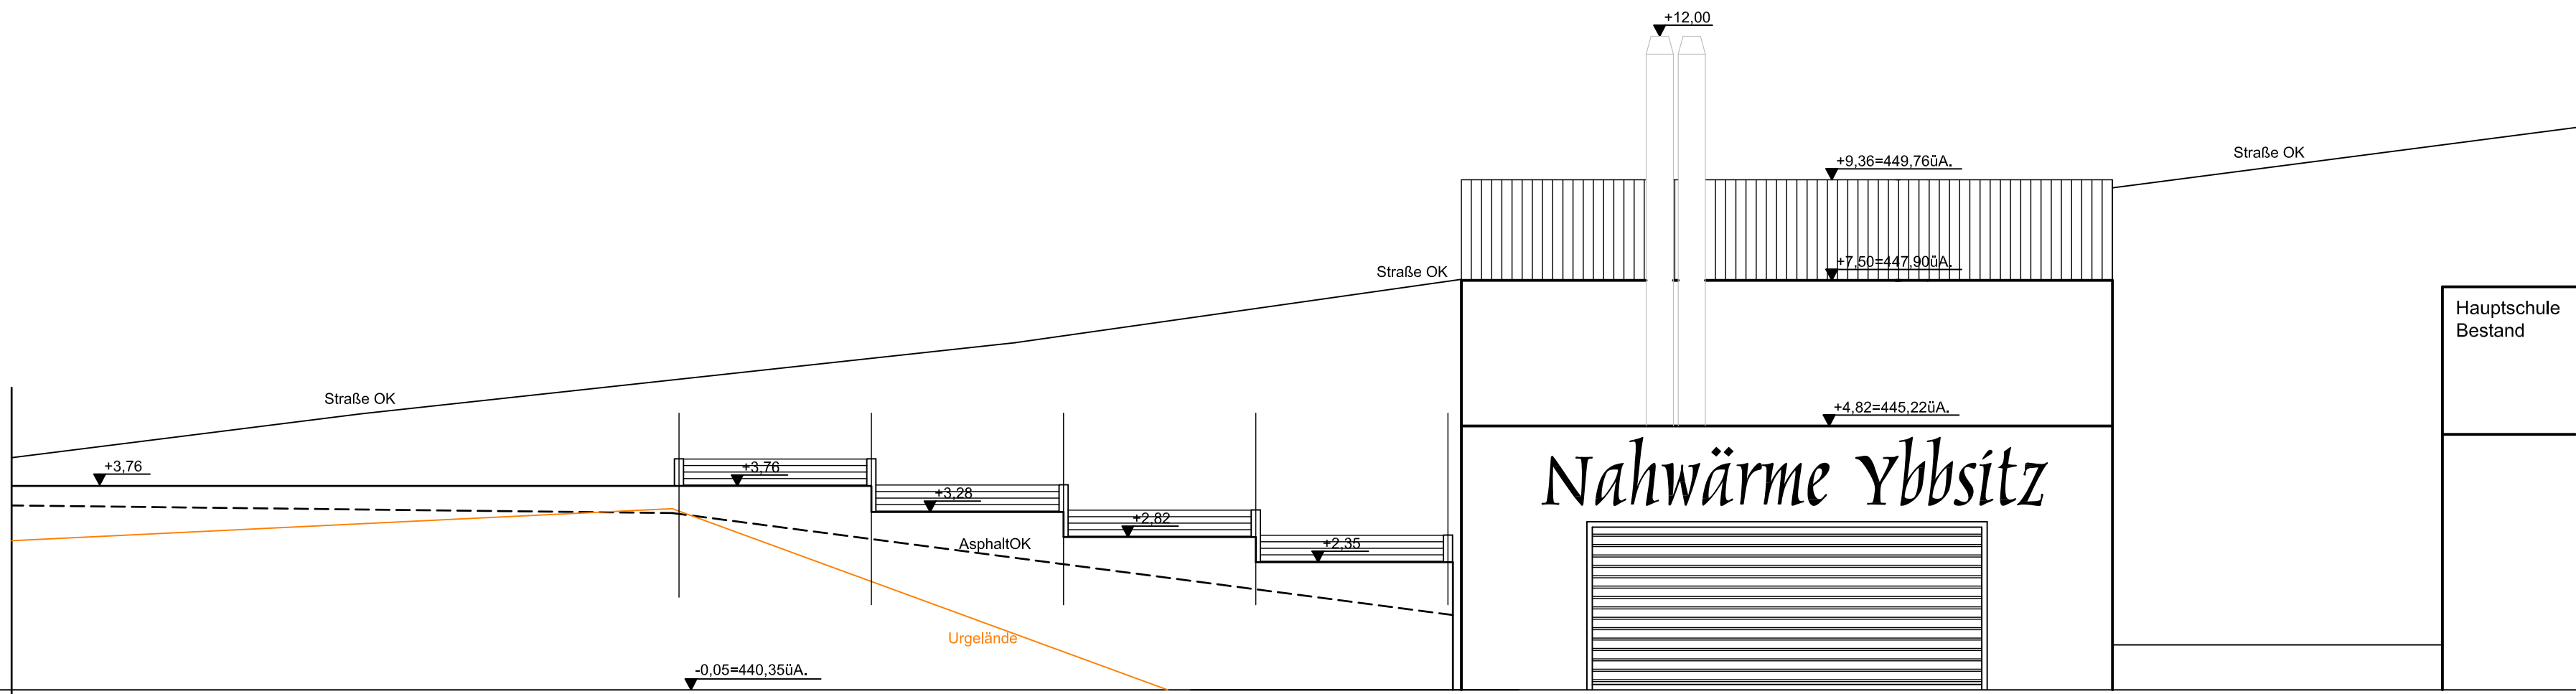 +12,00
Straße OK
+9,36=449,76üA.
+7,50=447,90üA.
Straße OK
Hauptschule
Bestand
Straße OK
+4,82=445,22üA.
Nahwärme Ybbsitz
+3,76
+3,76
+3,28
+2,82
+2,35
AsphaltOK
Urgelände
-0,05=440,35üA.